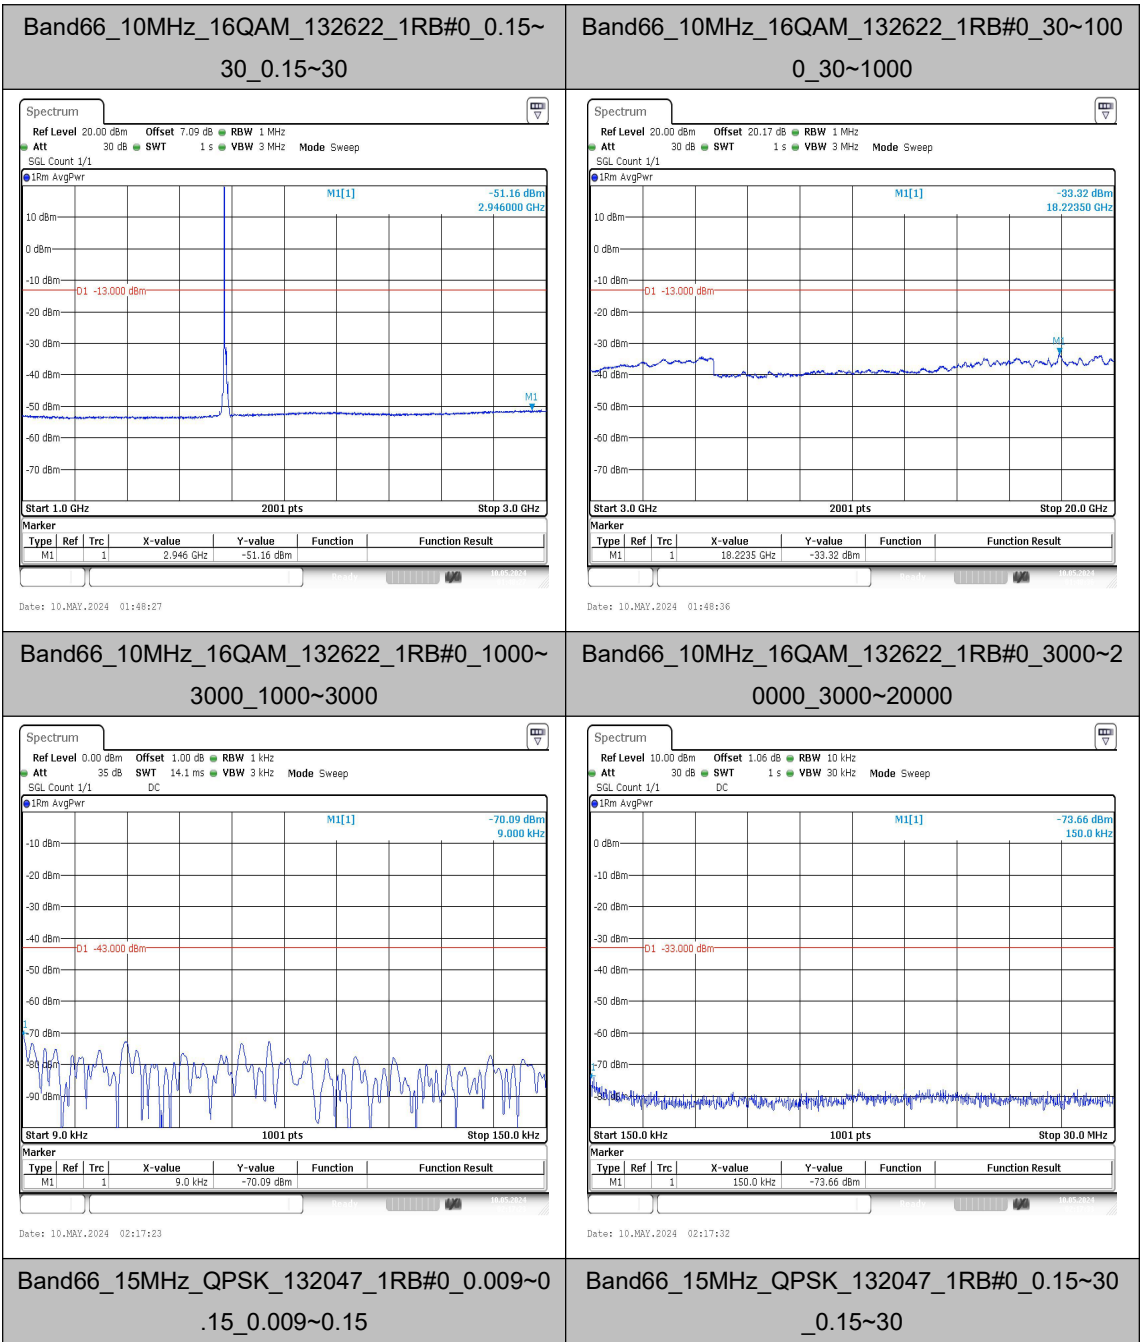 Band66_10MHz_16QAM_132622_1RB#0_0.15~
30_0.15~30
Band66_10MHz_16QAM_132622_1RB#0_30~100
0_30~1000
Spectrum
Ref Level 20.00 dBm Offset 7.09 dB RBW 1 MHz
Att 30 dB SWT 1 s VBW 3 MHz Mode Sweep
SGL Count 1/1
1Rm AvgPwr
M1[1] -51.16 dBm
2.946000 GHz
10 dBm
0 dBm
-10 dBm
D1 -13.000 dBm
-20 dBm
-30 dBm
-40 dBm
-50 dBm
M1
-60 dBm
-70 dBm
Start 1.0 GHz 2001 pts Stop 3.0 GHz
Marker
Type Ref Trc X-value Y-value Function Function Result
M1 1 2.946 GHz -51.16 dBm
10.05.2024
Date: 10.MAY.2024 01:48:27
Spectrum
Ref Level 20.00 dBm Offset 20.17 dB RBW 1 MHz
Att 30 dB SWT 1 s VBW 3 MHz Mode Sweep
SGL Count 1/1
1Rm AvgPwr
M1[1] -33.32 dBm
18.22350 GHz
10 dBm
0 dBm
-10 dBm
D1 -13.000 dBm
-20 dBm
-30 dBm
M1
-40 dBm
-50 dBm
-60 dBm
-70 dBm
Start 3.0 GHz 2001 pts Stop 20.0 GHz
Marker
Type Ref Trc X-value Y-value Function Function Result
M1 1 18.2235 GHz -33.32 dBm
10.05.2024
Date: 10.MAY.2024 01:48:36
Band66_10MHz_16QAM_132622_1RB#0_1000~
3000_1000~3000
Band66_10MHz_16QAM_132622_1RB#0_3000~2
0000_3000~20000
Spectrum
Ref Level 0.00 dBm Offset 1.00 dB RBW 1 kHz
Att 35 dB SWT 14.1 ms VBW 3 kHz Mode Sweep
SGL Count 1/1 DC
1Rm AvgPwr
M1[1] -70.09 dBm
9.000 kHz
-10 dBm
-20 dBm
-30 dBm
-40 dBm
D1 -43.000 dBm
-50 dBm
-60 dBm
-70 dBm
-80 dBm
-90 dBm
Start 9.0 kHz 1001 pts Stop 150.0 kHz
Marker
Type Ref Trc X-value Y-value Function Function Result
M1 1 9.0 kHz -70.09 dBm
10.05.2024
Date: 10.MAY.2024 02:17:23
Spectrum
Ref Level 10.00 dBm Offset 1.06 dB RBW 10 kHz
Att 30 dB SWT 1 s VBW 30 kHz Mode Sweep
SGL Count 1/1 DC
1Rm AvgPwr
M1[1] -73.66 dBm
150.0 kHz
0 dBm
-10 dBm
-20 dBm
-30 dBm
D1 -33.000 dBm
-40 dBm
-50 dBm
-60 dBm
-70 dBm
-80 dBm
Start 150.0 kHz 1001 pts Stop 30.0 MHz
Marker
Type Ref Trc X-value Y-value Function Function Result
M1 1 150.0 kHz -73.66 dBm
10.05.2024
Date: 10.MAY.2024 02:17:32
Band66_15MHz_QPSK_132047_1RB#0_0.009~0
.15_0.009~0.15
Band66_15MHz_QPSK_132047_1RB#0_0.15~30
_0.15~30